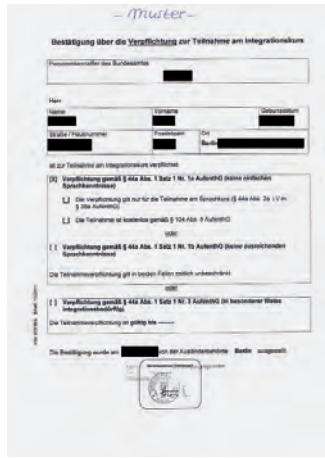 - Muster -
Bestätigung über die Verpflichtung zur Teilnahme am Integrationskurs
Personenkennziffer des Bundesamtes
Herr
Name Vorname Geburtsdatum
Straße / Hausnummer Postleitzahl Ort
Berlin
ist zur Teilnahme am Integrationskurs verpflichtet.
[X] Verpflichtung gemäß § 44a Abs. 1 Satz 1 Nr. 1a AufenthG (keine einfachen
Sprachkenntnisse)
Die Verpflichtung gilt nur für die Teilnahme am Sprachkurs (§ 44a Abs. 2a i.V.m
§ 38a AufenthG)
Die Teilnahme ist kostenlos gemäß § 104a Abs. 5 AufenthG
oder
[ ] Verpflichtung gemäß § 44a Abs. 1 Satz 1 Nr. 1b AufenthG (keine ausreichenden
Sprachkenntnisse)
Die Teilnahmeverpflichtung gilt in beiden Fällen zeitlich unbeschränkt.
oder
[ ] Verpflichtung gemäß § 44a Abs. 1 Satz 1 Nr. 3 AufenthG (in besonderer Weise
integrationsbedürftig).
Die Teilnahmeverpflichtung ist gültig bis -------
Die Bestätigung wurde am von der Ausländerbehörde Berlin ausgestellt.